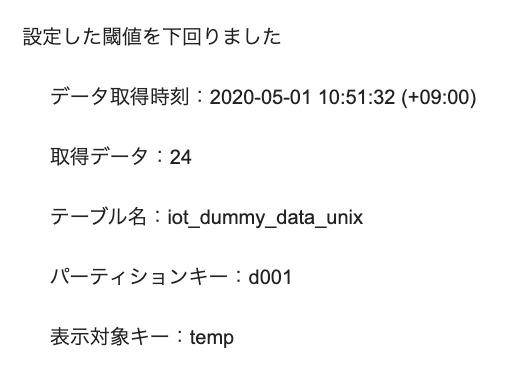 設定した閾値を下回りました
データ取得時刻：2020-05-01 10:51:32 (+09:00)
取得データ：24
テーブル名：iot_dummy_data_unix
パーティションキー：d001
表示対象キー：temp